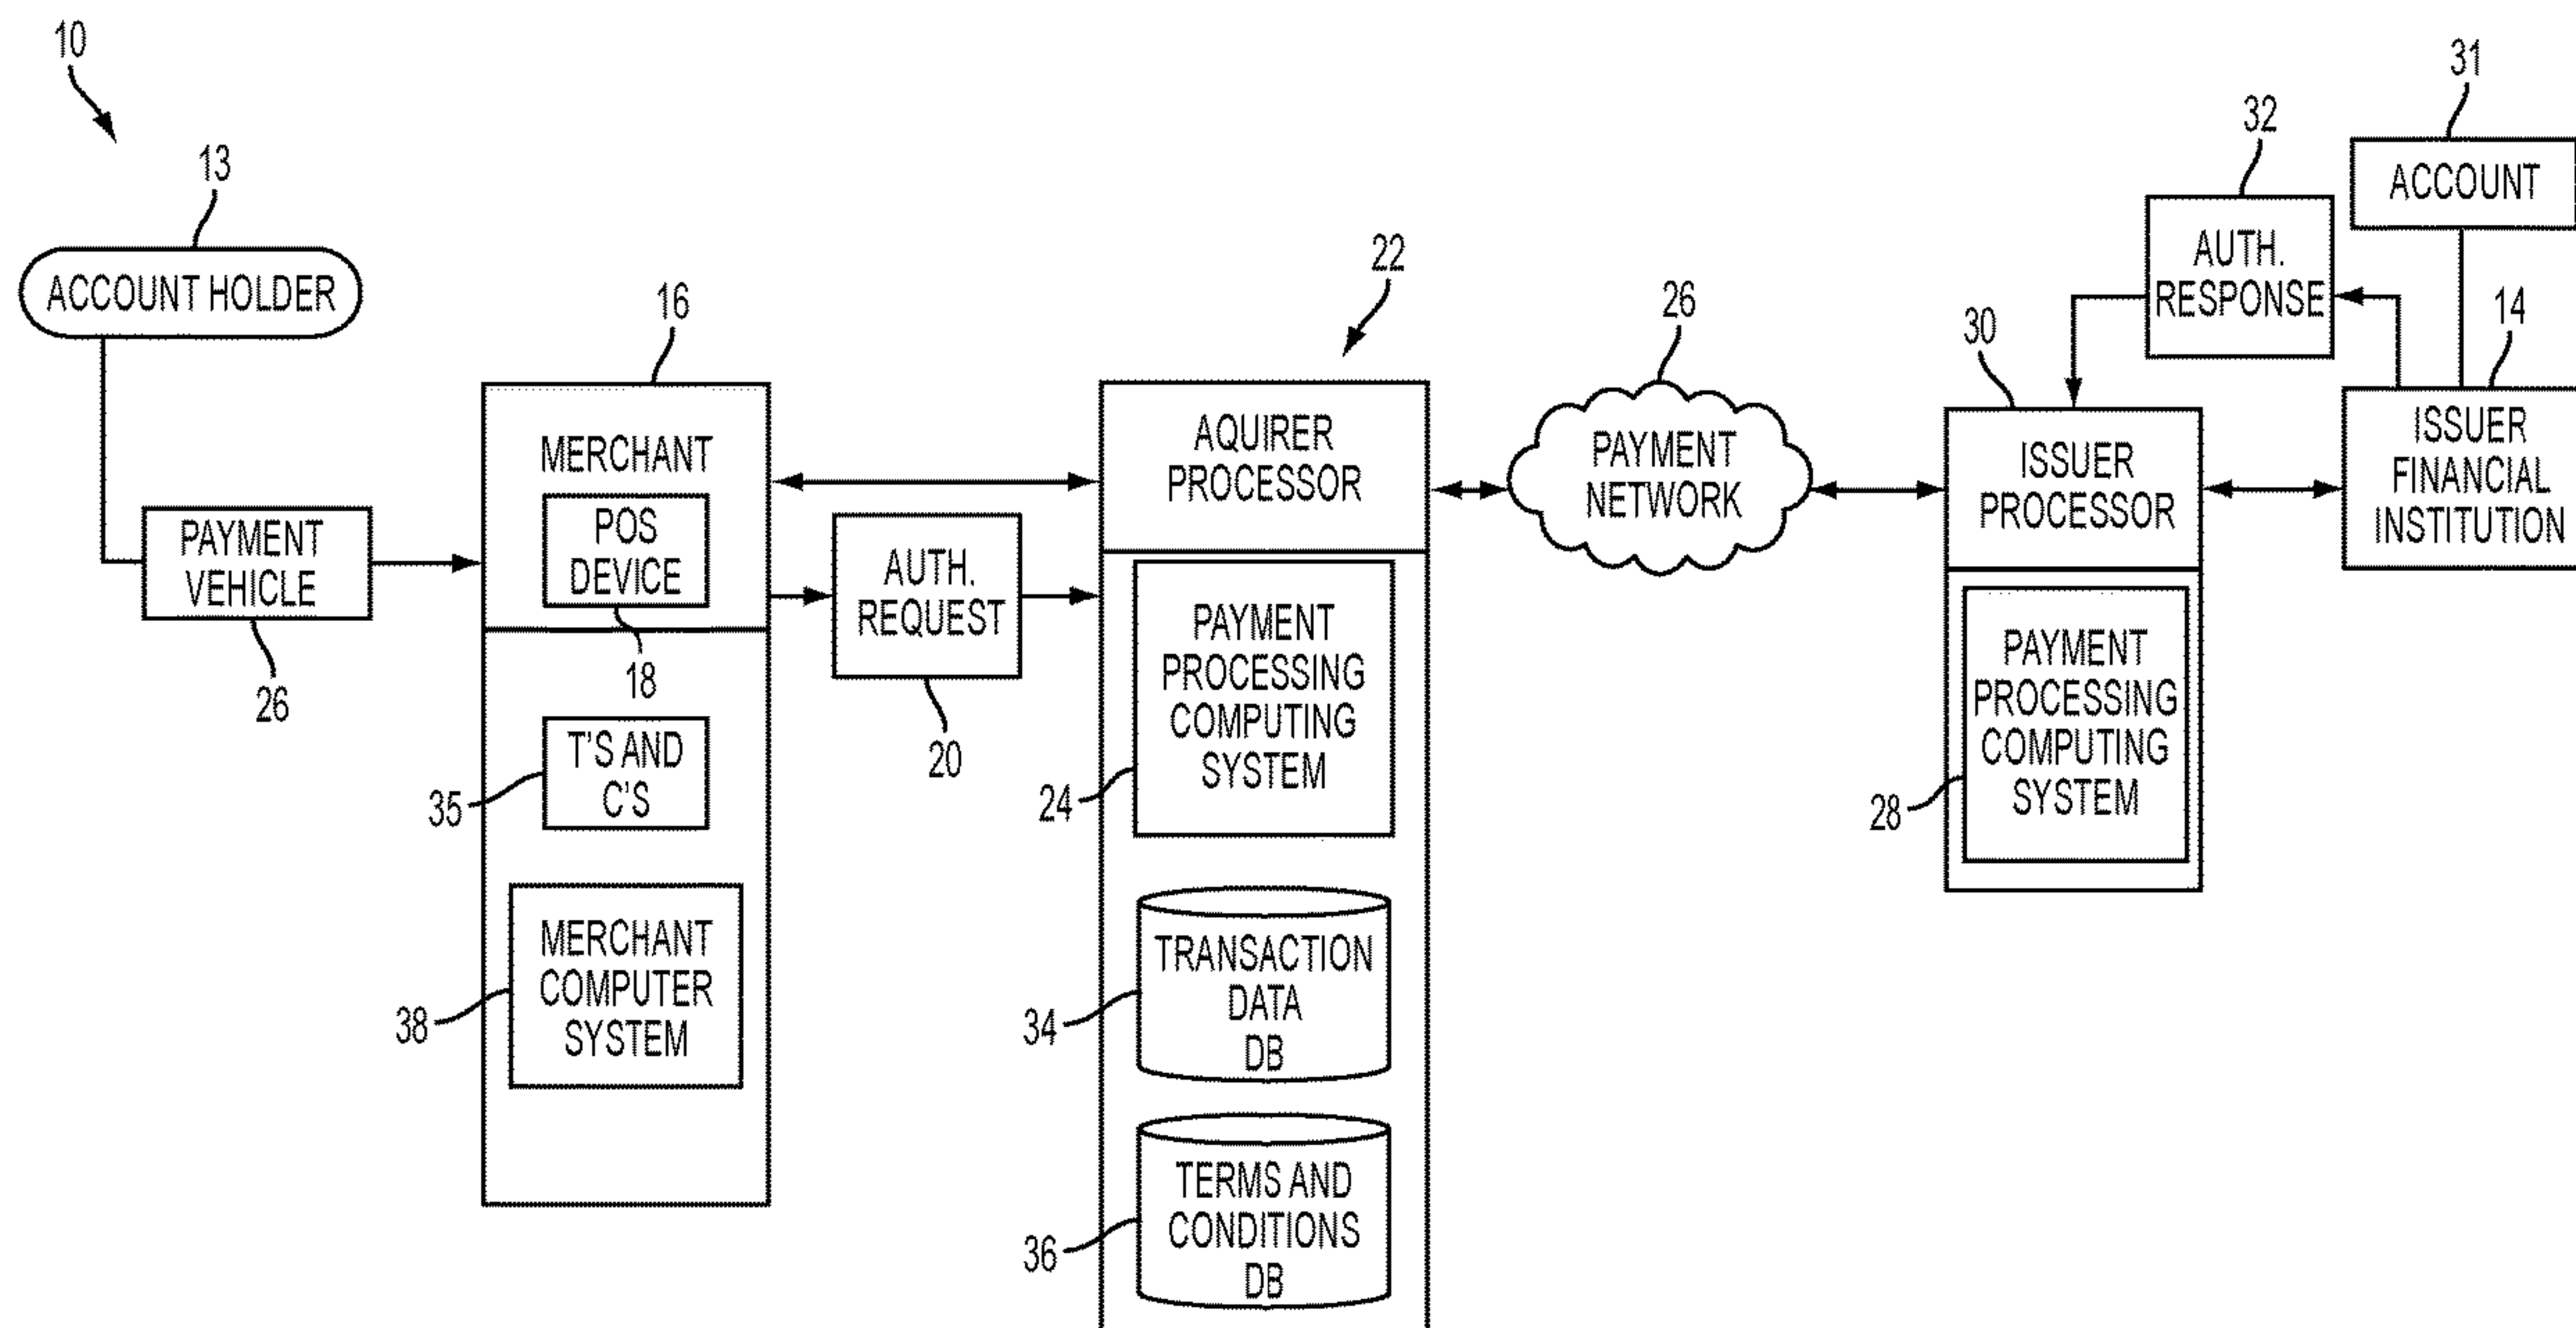 10
13
ACCOUNT HOLDER
PAYMENT
VEHICLE
26
16
MERCHANT
POS
DEVICE
18
T'S AND
C'S
35
MERCHANT
COMPUTER
SYSTEM
38
AUTH.
REQUEST
20
22
AQUIRER
PROCESSOR
PAYMENT
PROCESSING
COMPUTING
SYSTEM
24
TRANSACTION
DATA
DB
34
TERMS AND
CONDITIONS
DB
36
26
PAYMENT
NETWORK
30
ISSUER
PROCESSOR
PAYMENT
PROCESSING
COMPUTING
SYSTEM
28
32
AUTH.
RESPONSE
31
ACCOUNT
14
ISSUER
FINANCIAL
INSTITUTION